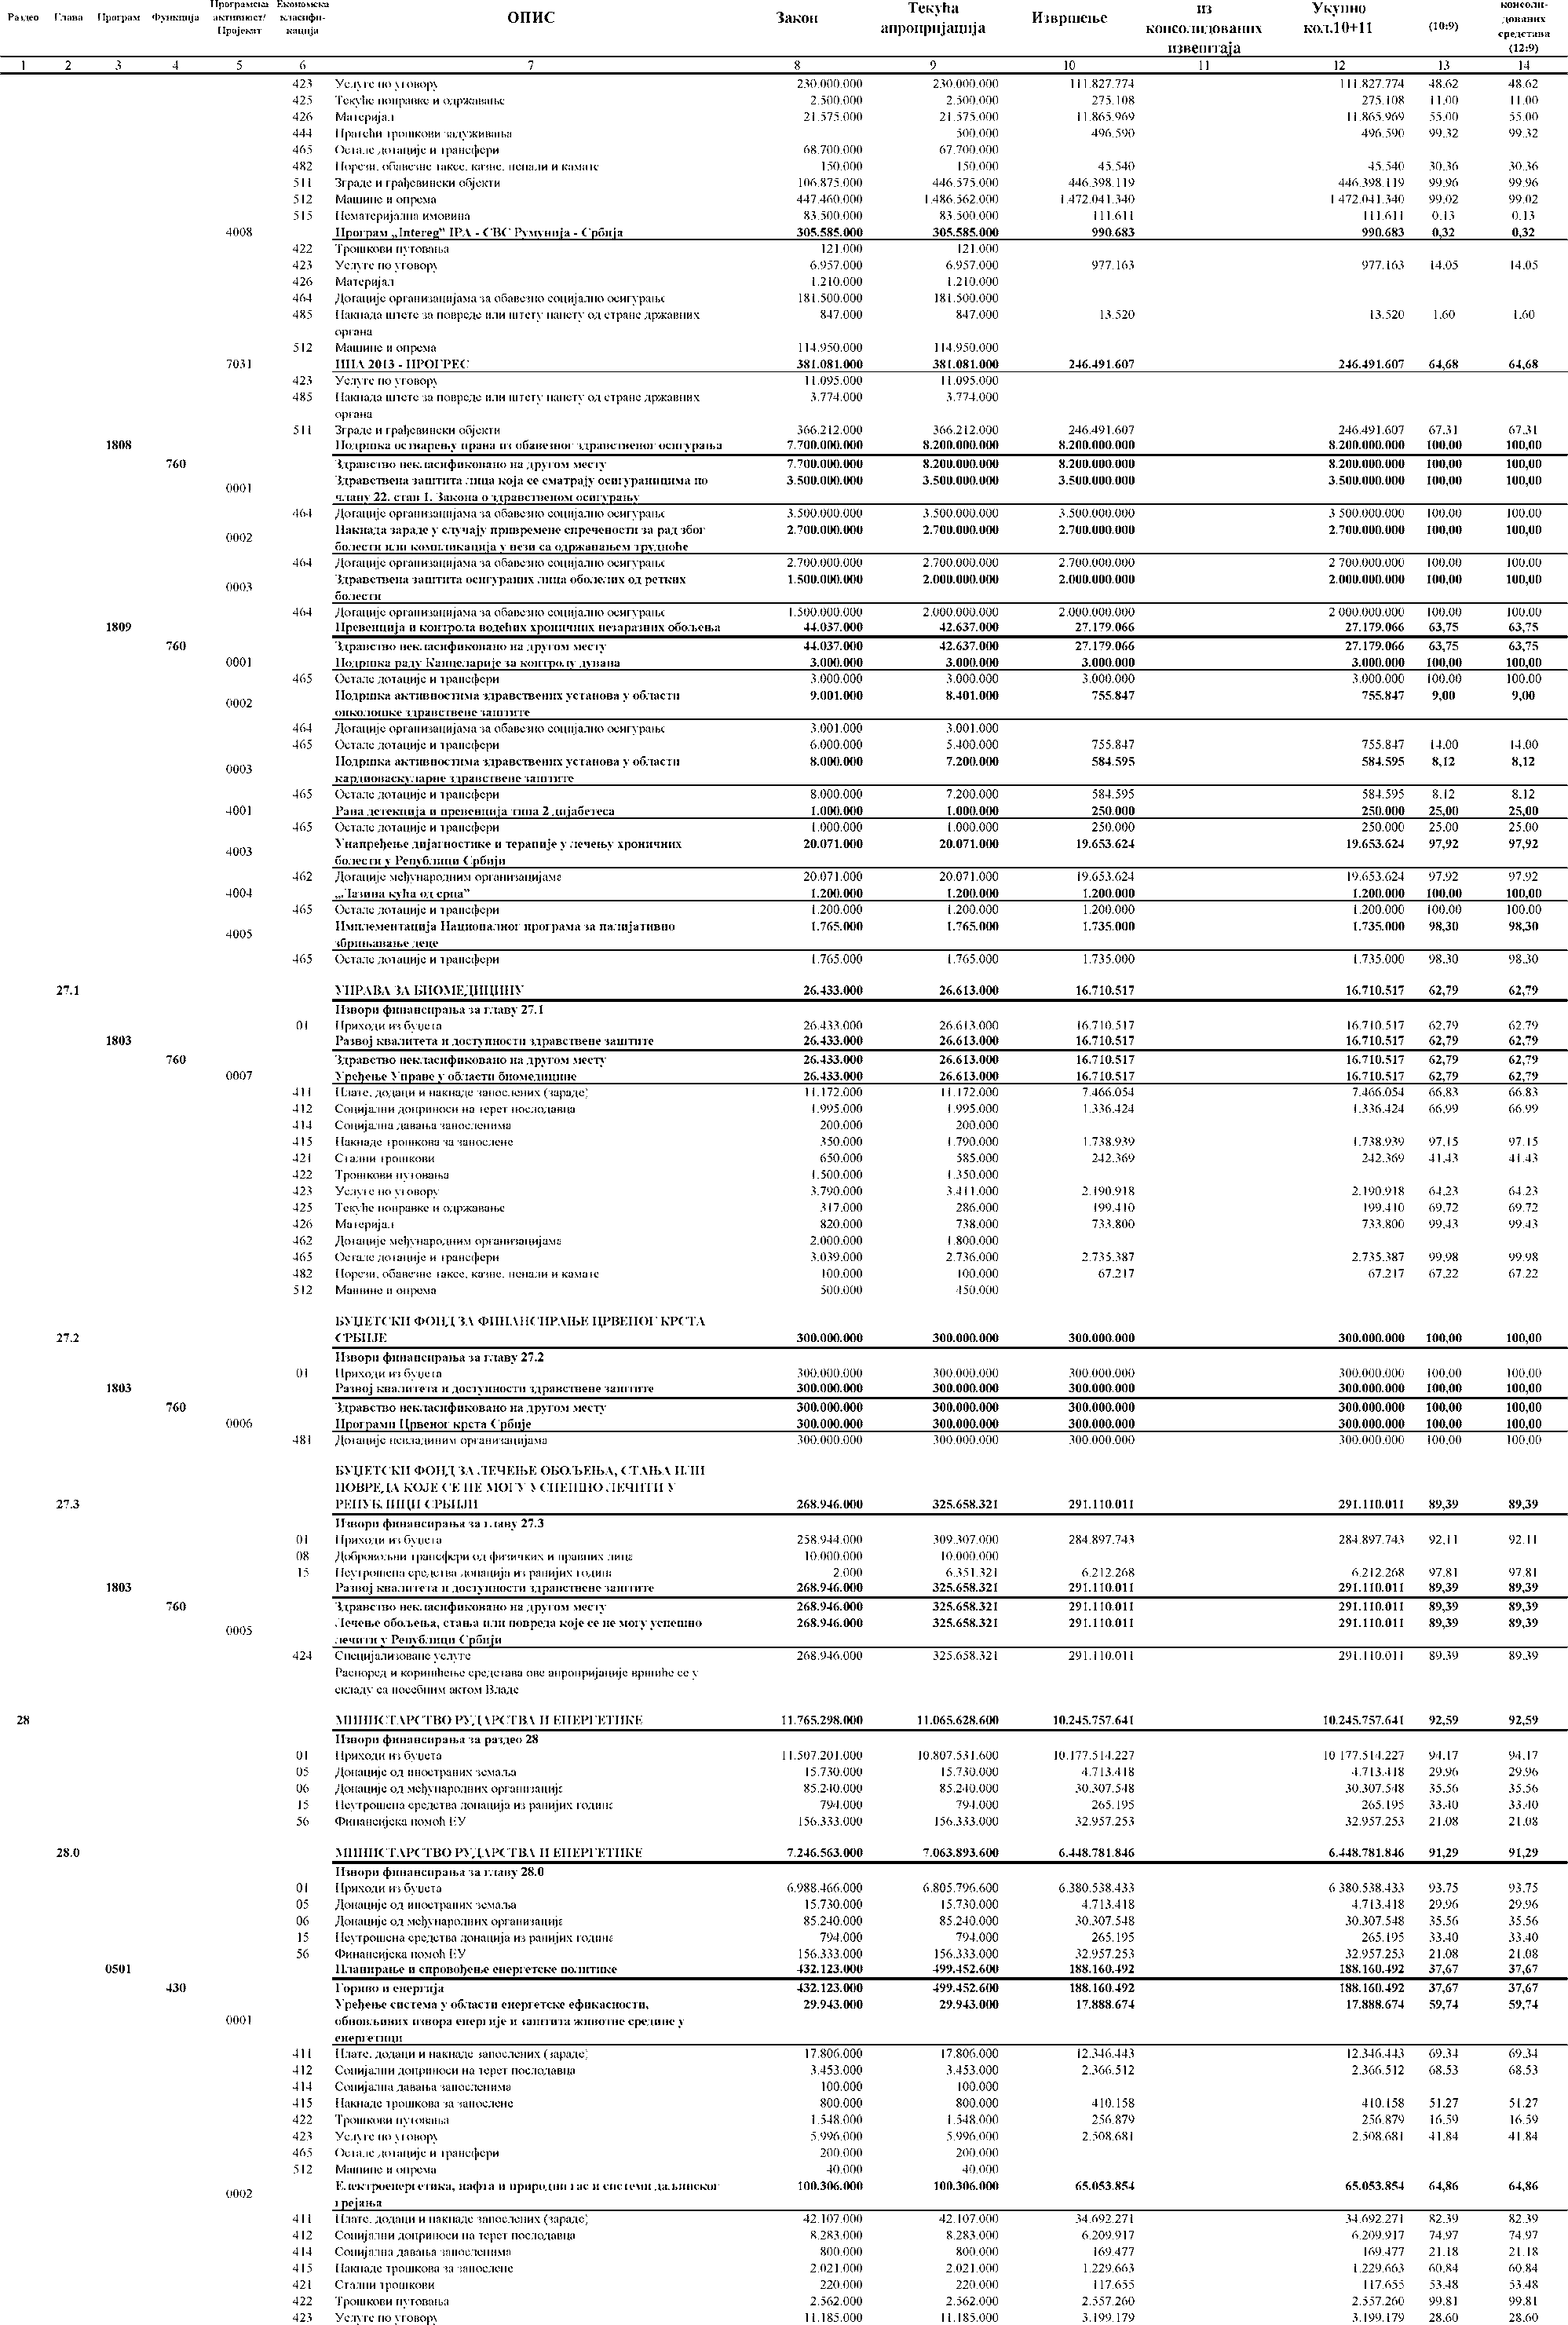 Раздео Глава Програм Функција Програмска активност/ Пројекат Економска класифи-кација ОПИС Закон Текућа апропријација Извршење из консолидованих извештаја Укупно кол.10+11 (10:9) консоли-дованих средстава (12:9)
1 2 3 4 5 6 7 8 9 10 11 12 13 14
423 Услуге по уговору 230.000.000 230.000.000 111.827.774 111.827.774 48,62 48,62
425 Текуће поправке и одржавање 2.500.000 2.500.000 275.108 275.108 11,00 11,00
426 Материјал 21.575.000 21.575.000 11.865.969 11.865.969 55,00 55,00
444 Пратећи трошкови задуживања 500.000 496.590 496.590 99,32 99,32
465 Остале дотације и трансфери 68.700.000 67.700.000
482 Порези, обавезне таксе, казне, пенали и камате 150.000 150.000 45.540 45.540 30,36 30,36
511 Зграде и грађевински објекти 106.875.000 446.575.000 446.398.119 446.398.119 99,96 99,96
512 Машине и опрема 447.460.000 1.486.562.000 1.472.041.340 1.472.041.340 99,02 99,02
515 Нематеријална имовина 83.500.000 83.500.000 111.611 111.611 0,13 0,13
4008 Програм „Intereg” IPA - CBC Румунија - Србија 305.585.000 305.585.000 990.683 990.683 0,32 0,32
422 Трошкови путовања 121.000 121.000
423 Услуге по уговору 6.957.000 6.957.000 977.163 977.163 14,05 14,05
426 Материјал 1.210.000 1.210.000
464 Дотације организацијама за обавезно социјално осигурање 181.500.000 181.500.000
485 Накнада штете за повреде или штету нанету од стране државних 847.000 847.000 13.520 13.520 1,60 1,60
органа
512 Машине и опрема 114.950.000 114.950.000
7031 ИПА 2013 - ПРОГРЕС 381.081.000 381.081.000 246.491.607 246.491.607 64,68 64,68
423 Услуге по уговору 11.095.000 11.095.000
485 Накнада штете за повреде или штету нанету од стране државних 3.774.000 3.774.000
органа
511 Зграде и грађевински објекти 366.212.000 366.212.000 246.491.607 246.491.607 67,31 67,31
1808 Подршка остварењу права из обавезног здравственог осигурања 7.700.000.000 8.200.000.000 8.200.000.000 8.200.000.000 100,00 100,00
760 Здравство некласификовано на другом месту 7.700.000.000 8.200.000.000 8.200.000.000 8.200.000.000 100,00 100,00
0001 Здравствена заштита лица која се сматрају осигураницима по 3.500.000.000 3.500.000.000 3.500.000.000 3.500.000.000 100,00 100,00
члану 22. став 1. Закона о здравственом осигурању
464 Дотације организацијама за обавезно социјално осигурање 3.500.000.000 3.500.000.000 3.500.000.000 3.500.000.000 100,00 100,00
0002 Накнада зараде у случају привремене спречености за рад због 2.700.000.000 2.700.000.000 2.700.000.000 2.700.000.000 100,00 100,00
болести или компликација у вези са одржавањем трудноће
464 Дотације организацијама за обавезно социјално осигурање 2.700.000.000 2.700.000.000 2.700.000.000 2.700.000.000 100,00 100,00
0003 Здравствена заштита осигураних лица оболелих од ретких 1.500.000.000 2.000.000.000 2.000.000.000 2.000.000.000 100,00 100,00
болести
464 Дотације организацијама за обавезно социјално осигурање 1.500.000.000 2.000.000.000 2.000.000.000 2.000.000.000 100,00 100,00
1809 Превенција и контрола водећих хроничних незаразних обољења 44.037.000 42.637.000 27.179.066 27.179.066 63,75 63,75
760 Здравство некласификовано на другом месту 44.037.000 42.637.000 27.179.066 27.179.066 63,75 63,75
0001 Подршка раду Канцеларије за контролу дувана 3.000.000 3.000.000 3.000.000 3.000.000 100,00 100,00
465 Остале дотације и трансфери 3.000.000 3.000.000 3.000.000 3.000.000 100,00 100,00
0002 Подршка активностима здравствених установа у области 9.001.000 8.401.000 755.847 755.847 9,00 9,00
онколошке здравствене заштите
464 Дотације организацијама за обавезно социјално осигурање 3.001.000 3.001.000
465 Остале дотације и трансфери 6.000.000 5.400.000 755.847 755.847 14,00 14,00
0003 Подршка активностима здравствених установа у области 8.000.000 7.200.000 584.595 584.595 8,12 8,12
кардиоваскуларне здравствене заштите
465 Остале дотације и трансфери 8.000.000 7.200.000 584.595 584.595 8,12 8,12
4001 Рана детекција и превенција типа 2 дијабетеса 1.000.000 1.000.000 250.000 250.000 25,00 25,00
465 Остале дотације и трансфери 1.000.000 1.000.000 250.000 250.000 25,00 25,00
4003 Унапређење дијагностике и терапије у лечењу хроничних 20.071.000 20.071.000 19.653.624 19.653.624 97,92 97,92
болести у Републици Србији
462 Дотације међународним организацијама 20.071.000 20.071.000 19.653.624 19.653.624 97,92 97,92
4004 „Лазина кућа од срца” 1.200.000 1.200.000 1.200.000 1.200.000 100,00 100,00
465 Остале дотације и трансфери 1.200.000 1.200.000 1.200.000 1.200.000 100,00 100,00
4005 Имплементација Националног програма за палијативно 1.765.000 1.765.000 1.735.000 1.735.000 98,30 98,30
збрињавање деце
465 Остале дотације и трансфери 1.765.000 1.765.000 1.735.000 1.735.000 98,30 98,30
27.1 УПРАВА ЗА БИОМЕДИЦИНУ 26.433.000 26.613.000 16.710.517 16.710.517 62,79 62,79
Извори финансирања за главу 27.1
01 Приходи из буџета 26.433.000 26.613.000 16.710.517 16.710.517 62,79 62,79
1803 Развој квалитета и доступности здравствене заштите 26.433.000 26.613.000 16.710.517 16.710.517 62,79 62,79
760 Здравство некласификовано на другом месту 26.433.000 26.613.000 16.710.517 16.710.517 62,79 62,79
0007 Уређење Управе у области биомедицине 26.433.000 26.613.000 16.710.517 16.710.517 62,79 62,79
411 Плате, додаци и накнаде запослених (зараде) 11.172.000 11.172.000 7.466.054 7.466.054 66,83 66,83
412 Социјални доприноси на терет послодавца 1.995.000 1.995.000 1.336.424 1.336.424 66,99 66,99
414 Социјална давања запосленима 200.000 200.000
415 Накнаде трошкова за запослене 350.000 1.790.000 1.738.939 1.738.939 97,15 97,15
421 Стални трошкови 650.000 585.000 242.369 242.369 41,43 41,43
422 Трошкови путовања 1.500.000 1.350.000
423 Услуге по уговору 3.790.000 3.411.000 2.190.918 2.190.918 64,23 64,23
425 Текуће поправке и одржавање 317.000 286.000 199.410 199.410 69,72 69,72
426 Материјал 820.000 738.000 733.800 733.800 99,43 99,43
462 Дотације међународним организацијама 2.000.000 1.800.000
465 Остале дотације и трансфери 3.039.000 2.736.000 2.735.387 2.735.387 99,98 99,98
482 Порези, обавезне таксе, казне, пенали и камате 100.000 100.000 67.217 67.217 67,22 67,22
512 Машине и опрема 500.000 450.000
БУЏЕТСКИ ФОНД ЗА ФИНАНСИРАЊЕ ЦРВЕНОГ КРСТА
27.2 СРБИЈЕ 300.000.000 300.000.000 300.000.000 300.000.000 100,00 100,00
Извори финансирања за главу 27.2
01 Приходи из буџета 300.000.000 300.000.000 300.000.000 300.000.000 100,00 100,00
1803 Развој квалитета и доступности здравствене заштите 300.000.000 300.000.000 300.000.000 300.000.000 100,00 100,00
760 Здравство некласификовано на другом месту 300.000.000 300.000.000 300.000.000 300.000.000 100,00 100,00
0006 Програми Црвеног крста Србије 300.000.000 300.000.000 300.000.000 300.000.000 100,00 100,00
481 Дотације невладиним организацијама 300.000.000 300.000.000 300.000.000 300.000.000 100,00 100,00
БУЏЕТСКИ ФОНД ЗА ЛЕЧЕЊЕ ОБОЉЕЊА, СТАЊА ИЛИ
ПОВРЕДА КОЈЕ СЕ НЕ МОГУ УСПЕШНО ЛЕЧИТИ У
27.3 РЕПУБЛИЦИ СРБИЈИ 268.946.000 325.658.321 291.110.011 291.110.011 89,39 89,39
Извори финансирања за главу 27.3
01 Приходи из буџета 258.944.000 309.307.000 284.897.743 284.897.743 92,11 92,11
08 Добровољни трансфери од физичких и правних лица 10.000.000 10.000.000
15 Неутрошена средства донација из ранијих година 2.000 6.351.321 6.212.268 6.212.268 97,81 97,81
1803 Развој квалитета и доступности здравствене заштите 268.946.000 325.658.321 291.110.011 291.110.011 89,39 89,39
760 Здравство некласификовано на другом месту 268.946.000 325.658.321 291.110.011 291.110.011 89,39 89,39
0005 Лечење обољења, стања или повреда које се не могу успешно 268.946.000 325.658.321 291.110.011 291.110.011 89,39 89,39
лечити у Републици Србији
424 Специјализоване услуге 268.946.000 325.658.321 291.110.011 291.110.011 89,39 89,39
Распоред и коришћење средстава ове апропријације вршиће се у
складу са посебним актом Владе
28 МИНИСТАРСТВО РУДАРСТВА И ЕНЕРГЕТИКЕ 11.765.298.000 11.065.628.600 10.245.757.641 10.245.757.641 92,59 92,59
Извори финансирања за раздео 28
01 Приходи из буџета 11.507.201.000 10.807.531.600 10.177.514.227 10.177.514.227 94,17 94,17
05 Донације од иностраних земаља 15.730.000 15.730.000 4.713.418 4.713.418 29,96 29,96
06 Донације од међународних организација 85.240.000 85.240.000 30.307.548 30.307.548 35,56 35,56
15 Неутрошена средства донација из ранијих година 794.000 794.000 265.195 265.195 33,40 33,40
56 Финансијска помоћ ЕУ 156.333.000 156.333.000 32.957.253 32.957.253 21,08 21,08
28.0 МИНИСТАРСТВО РУДАРСТВА И ЕНЕРГЕТИКЕ 7.246.563.000 7.063.893.600 6.448.781.846 6.448.781.846 91,29 91,29
Извори финансирања за главу 28.0
01 Приходи из буџета 6.988.466.000 6.805.796.600 6.380.538.433 6.380.538.433 93,75 93,75
05 Донације од иностраних земаља 15.730.000 15.730.000 4.713.418 4.713.418 29,96 29,96
06 Донације од међународних организација 85.240.000 85.240.000 30.307.548 30.307.548 35,56 35,56
15 Неутрошена средства донација из ранијих година 794.000 794.000 265.195 265.195 33,40 33,40
56 Финансијска помоћ ЕУ 156.333.000 156.333.000 32.957.253 32.957.253 21,08 21,08
0501 Планирање и спровођење енергетске политике 432.123.000 499.452.600 188.160.492 188.160.492 37,67 37,67
430 Гориво и енергија 432.123.000 499.452.600 188.160.492 188.160.492 37,67 37,67
Уређење система у области енергетске ефикасности, 29.943.000 29.943.000 17.888.674 17.888.674 59,74 59,74
0001 обновљивих извора енергије и заштита животне средине у
енергетици
411 Плате, додаци и накнаде запослених (зараде) 17.806.000 17.806.000 12.346.443 12.346.443 69,34 69,34
412 Социјални доприноси на терет послодавца 3.453.000 3.453.000 2.366.512 2.366.512 68,53 68,53
414 Социјална давања запосленима 100.000 100.000
415 Накнаде трошкова за запослене 800.000 800.000 410.158 410.158 51,27 51,27
422 Трошкови путовања 1.548.000 1.548.000 256.879 256.879 16,59 16,59
423 Услуге по уговору 5.996.000 5.996.000 2.508.681 2.508.681 41,84 41,84
465 Остале дотације и трансфери 200.000 200.000
512 Машине и опрема 40.000 40.000
0002 Електроенергетика, нафта и природни гас и системи даљинског 100.306.000 100.306.000 65.053.854 65.053.854 64,86 64,86
грејања
411 Плате, додаци и накнаде запослених (зараде) 42.107.000 42.107.000 34.692.271 34.692.271 82,39 82,39
412 Социјални доприноси на терет послодавца 8.283.000 8.283.000 6.209.917 6.209.917 74,97 74,97
414 Социјална давања запосленима 800.000 800.000 169.477 169.477 21,18 21,18
415 Накнаде трошкова за запослене 2.021.000 2.021.000 1.229.663 1.229.663 60,84 60,84
421 Стални трошкови 220.000 220.000 117.655 117.655 53,48 53,48
422 Трошкови путовања 2.562.000 2.562.000 2.557.260 2.557.260 99,81 99,81
423 Услуге по уговору 11.185.000 11.185.000 3.199.179 3.199.179 28,60 28,60